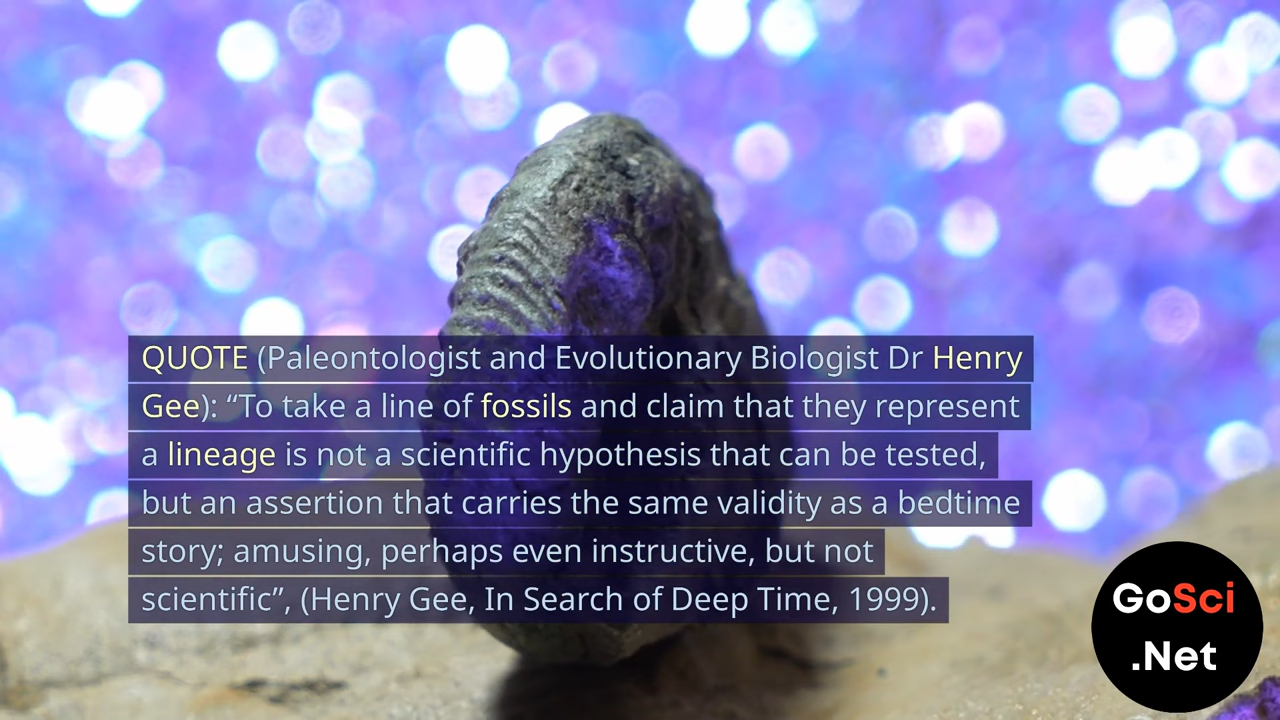 QUOTE (Paleontologist and Evolutionary Biologist Dr Henry
Gee): “To take a line of fossils and claim that they represent
a lineage is not a scientific hypothesis that can be tested,
but an assertion that carries the same validity as a bedtime
story; amusing, perhaps even instructive, but not
scientific”, (Henry Gee, In Search of Deep Time, 1999).
GoSci
.Net